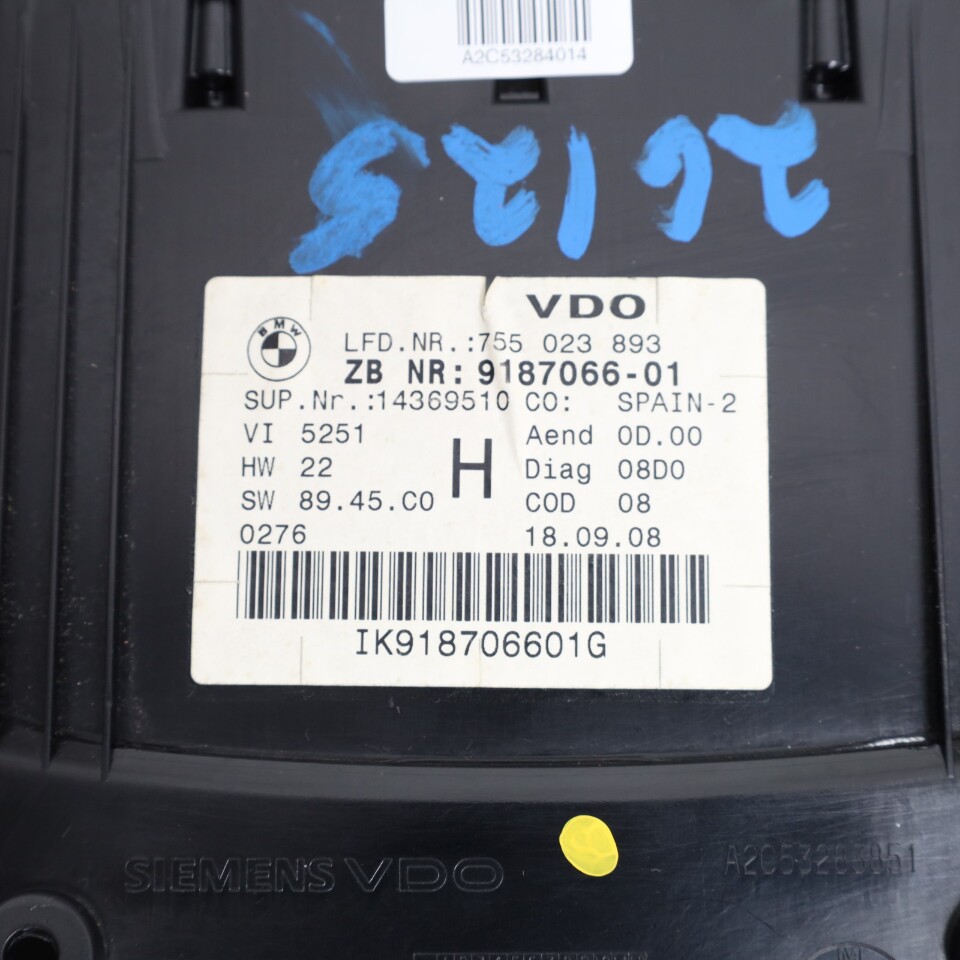 A2C53284014
VDO
BMW
LFD.NR.:755 023 893
ZB NR: 9187066-01
SUP.Nr.:14369510 CO: SPAIN-2
VI 5251 Aend 0D.00
HW 22 H Diag 08D0
SW 89.45.C0 COD 08
0276 18.09.08
IK918706601G
SIEMENS VDO